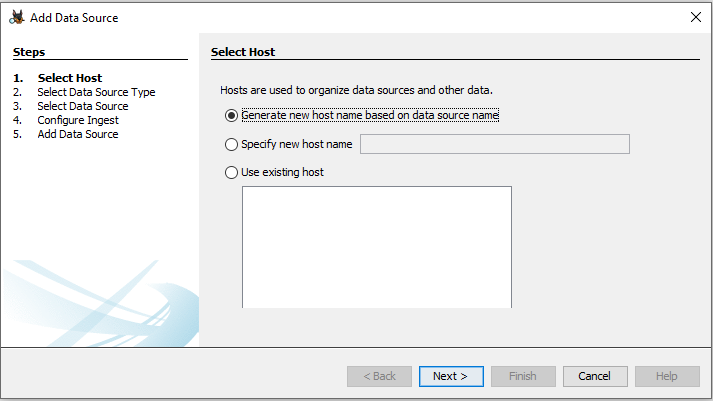 Add Data Source
Steps
1. Select Host
2. Select Data Source Type
3. Select Data Source
4. Configure Ingest
5. Add Data Source
Select Host
Hosts are used to organize data sources and other data.
Generate new host name based on data source name
Specify new host name
Use existing host
< Back
Next >
Finish
Cancel
Help